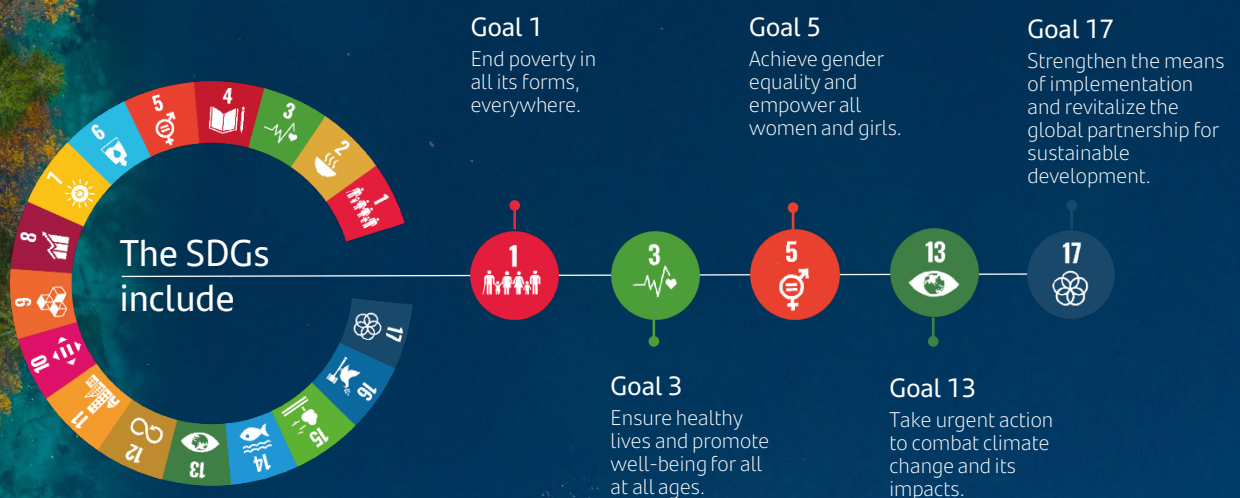 Goal 1
End poverty in
all its forms,
everywhere.
Goal 5
Achieve gender
equality and
empower all
women and girls.
Goal 17
Strengthen the means
of implementation
and revitalize the
global partnership for
sustainable
development.
The SDGs
include
1
2
3
4
5
6
7
8
9
10
11
12
13
14
15
16
17
1
3
5
13
17
Goal 3
Ensure healthy
lives and promote
well-being for all
at all ages.
Goal 13
Take urgent action
to combat climate
change and its
impacts.